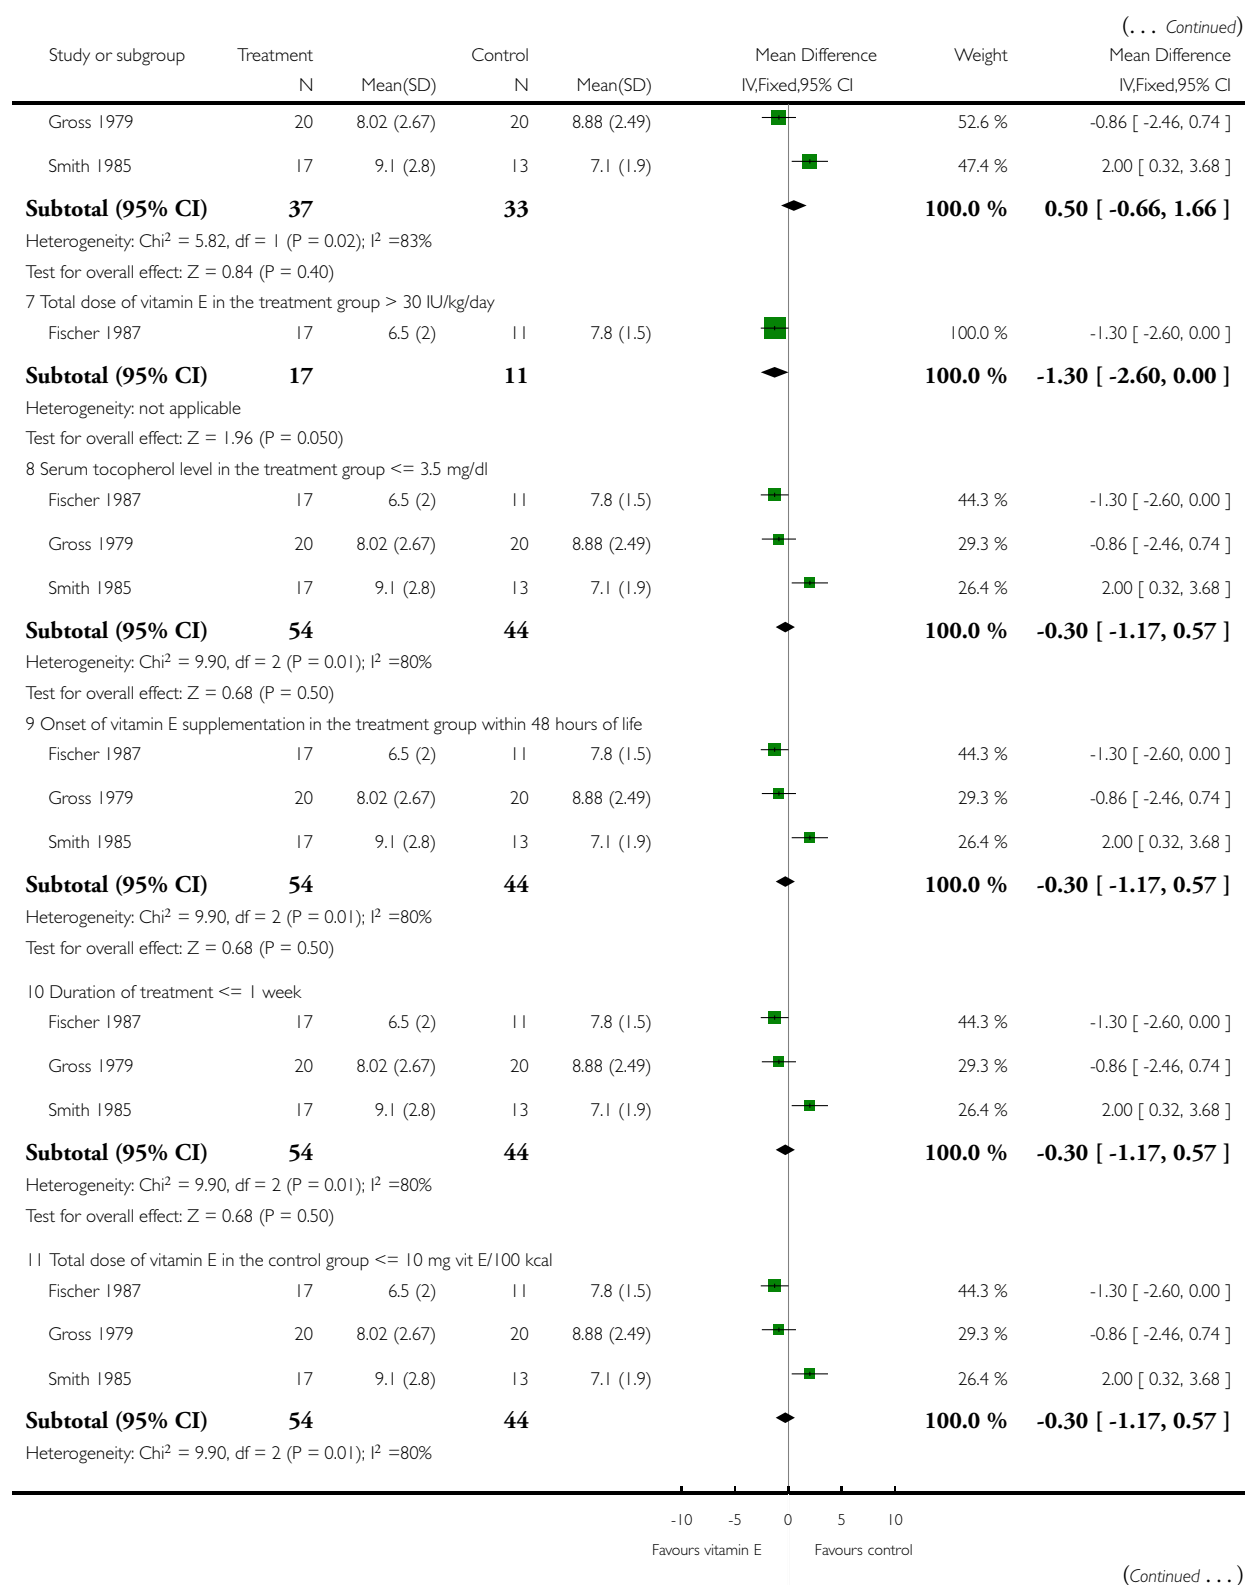 (... Continued)
Study or subgroup Treatment Control Mean Difference Weight Mean Difference
N Mean(SD) N Mean(SD) IV,Fixed,95% CI IV,Fixed,95% CI
Gross 1979 20 8.02 (2.67) 20 8.88 (2.49) 52.6 % -0.86 [ -2.46, 0.74 ]
Smith 1985 17 9.1 (2.8) 13 7.1 (1.9) 47.4 % 2.00 [ 0.32, 3.68 ]
Subtotal (95% CI) 37 33 100.0 % 0.50 [ -0.66, 1.66 ]
Heterogeneity: Chi² = 5.82, df = 1 (P = 0.02); I² =83%
Test for overall effect: Z = 0.84 (P = 0.40)
7 Total dose of vitamin E in the treatment group > 30 IU/kg/day
Fischer 1987 17 6.5 (2) 11 7.8 (1.5) 100.0 % -1.30 [ -2.60, 0.00 ]
Subtotal (95% CI) 17 11 100.0 % -1.30 [ -2.60, 0.00 ]
Heterogeneity: not applicable
Test for overall effect: Z = 1.96 (P = 0.050)
8 Serum tocopherol level in the treatment group <= 3.5 mg/dl
Fischer 1987 17 6.5 (2) 11 7.8 (1.5) 44.3 % -1.30 [ -2.60, 0.00 ]
Gross 1979 20 8.02 (2.67) 20 8.88 (2.49) 29.3 % -0.86 [ -2.46, 0.74 ]
Smith 1985 17 9.1 (2.8) 13 7.1 (1.9) 26.4 % 2.00 [ 0.32, 3.68 ]
Subtotal (95% CI) 54 44 100.0 % -0.30 [ -1.17, 0.57 ]
Heterogeneity: Chi² = 9.90, df = 2 (P = 0.01); I² =80%
Test for overall effect: Z = 0.68 (P = 0.50)
9 Onset of vitamin E supplementation in the treatment group within 48 hours of life
Fischer 1987 17 6.5 (2) 11 7.8 (1.5) 44.3 % -1.30 [ -2.60, 0.00 ]
Gross 1979 20 8.02 (2.67) 20 8.88 (2.49) 29.3 % -0.86 [ -2.46, 0.74 ]
Smith 1985 17 9.1 (2.8) 13 7.1 (1.9) 26.4 % 2.00 [ 0.32, 3.68 ]
Subtotal (95% CI) 54 44 100.0 % -0.30 [ -1.17, 0.57 ]
Heterogeneity: Chi² = 9.90, df = 2 (P = 0.01); I² =80%
Test for overall effect: Z = 0.68 (P = 0.50)
10 Duration of treatment <= 1 week
Fischer 1987 17 6.5 (2) 11 7.8 (1.5) 44.3 % -1.30 [ -2.60, 0.00 ]
Gross 1979 20 8.02 (2.67) 20 8.88 (2.49) 29.3 % -0.86 [ -2.46, 0.74 ]
Smith 1985 17 9.1 (2.8) 13 7.1 (1.9) 26.4 % 2.00 [ 0.32, 3.68 ]
Subtotal (95% CI) 54 44 100.0 % -0.30 [ -1.17, 0.57 ]
Heterogeneity: Chi² = 9.90, df = 2 (P = 0.01); I² =80%
Test for overall effect: Z = 0.68 (P = 0.50)
11 Total dose of vitamin E in the control group <= 10 mg vit E/100 kcal
Fischer 1987 17 6.5 (2) 11 7.8 (1.5) 44.3 % -1.30 [ -2.60, 0.00 ]
Gross 1979 20 8.02 (2.67) 20 8.88 (2.49) 29.3 % -0.86 [ -2.46, 0.74 ]
Smith 1985 17 9.1 (2.8) 13 7.1 (1.9) 26.4 % 2.00 [ 0.32, 3.68 ]
Subtotal (95% CI) 54 44 100.0 % -0.30 [ -1.17, 0.57 ]
Heterogeneity: Chi² = 9.90, df = 2 (P = 0.01); I² =80%
-10 -5 0 5 10
Favours vitamin E Favours control
(Continued ...)